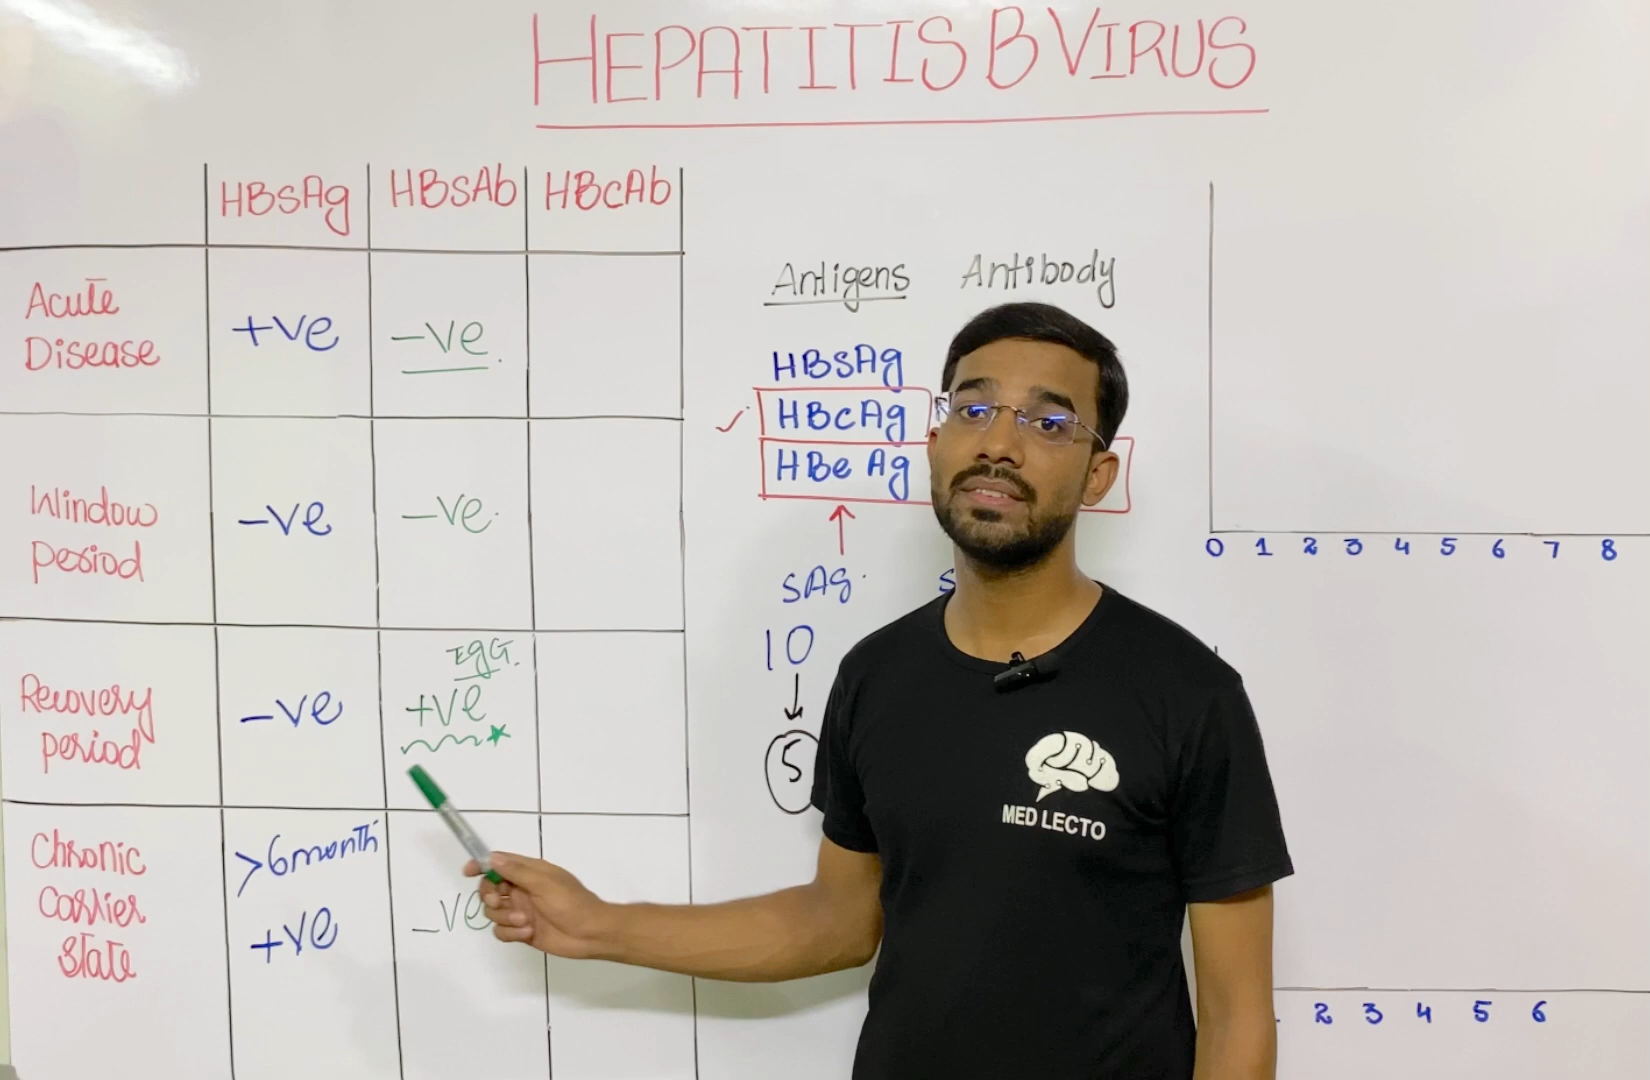 HEPATITIS B VIRUS
HBsAg HBsAb HBcAb
Acute
Disease
+ve
-ve
Window
period
-ve
-ve
Recovery
period
-ve
IgG
+ve
Chronic
Carrier
State
>6month
+ve
-ve
Antigens Antibody
HBsAg
HBcAg
HBe Ag
SAg
10
5
S
0 1 2 3 4 5 6 7 8
2 3 4 5 6
MED LECTO